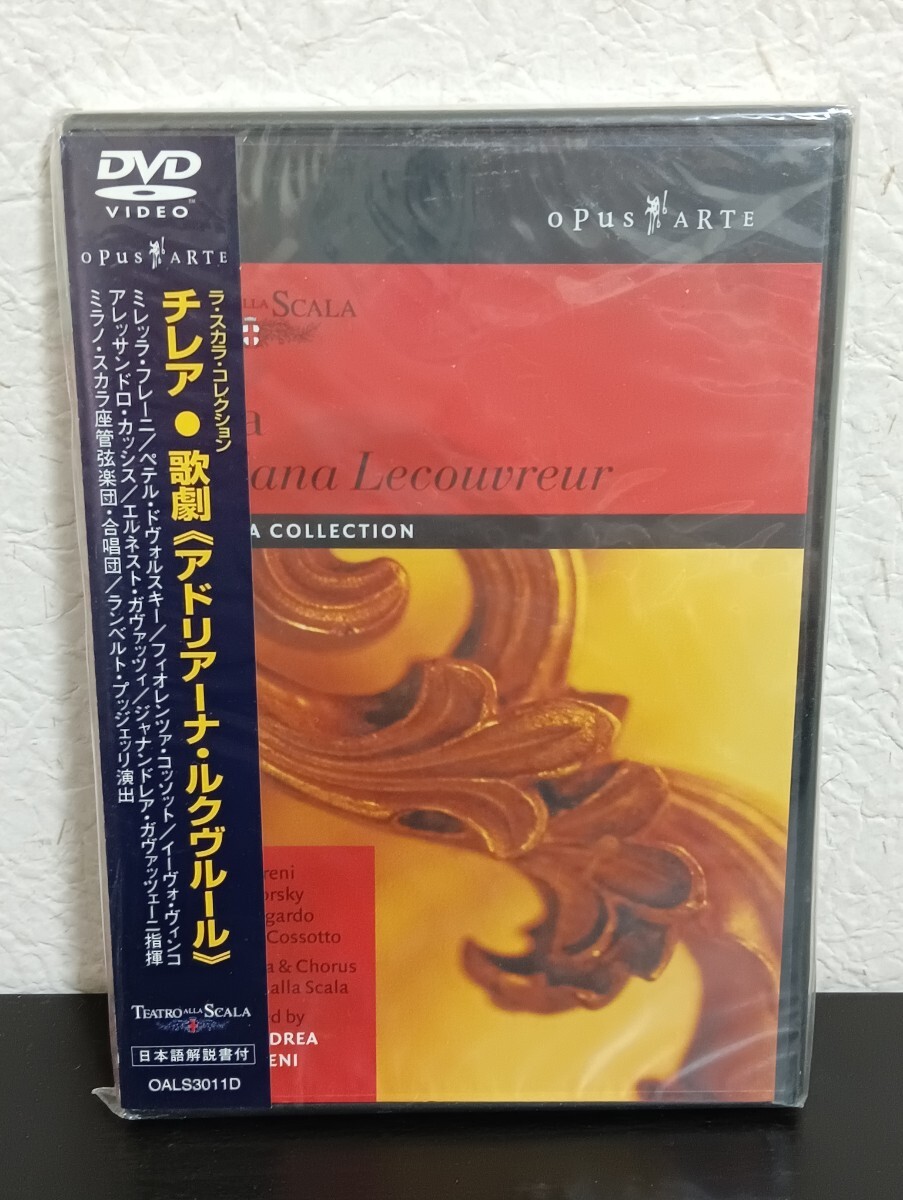 DVD
VIDEO
OPUS ARTE
ラ・スカラ・コレクション
チレア●歌劇《アドリアーナ・ルクヴルール》
ミレッラ・フレーニ/ペテル・ドヴォルスキー/フィオレンツァ・コッソット/イーヴォ・ヴィンコ
アレッサンドロ・カッシス/エルネスト・ガヴァッツィ/ジャナンドレア・ガヴァッツェーニ指揮
ミラノ・スカラ座管弦楽団・合唱団/ランベルト・プッジェッリ演出
TEATRO ALLA SCALA
日本語解説書付
OALS3011D
OPUS ARTE
LLA SCALA
a
ana Lecouvreur
A COLLECTION
reni
orsky
gardo
Cossotto
a & Chorus
alla Scala
ed by
DREA
ENI